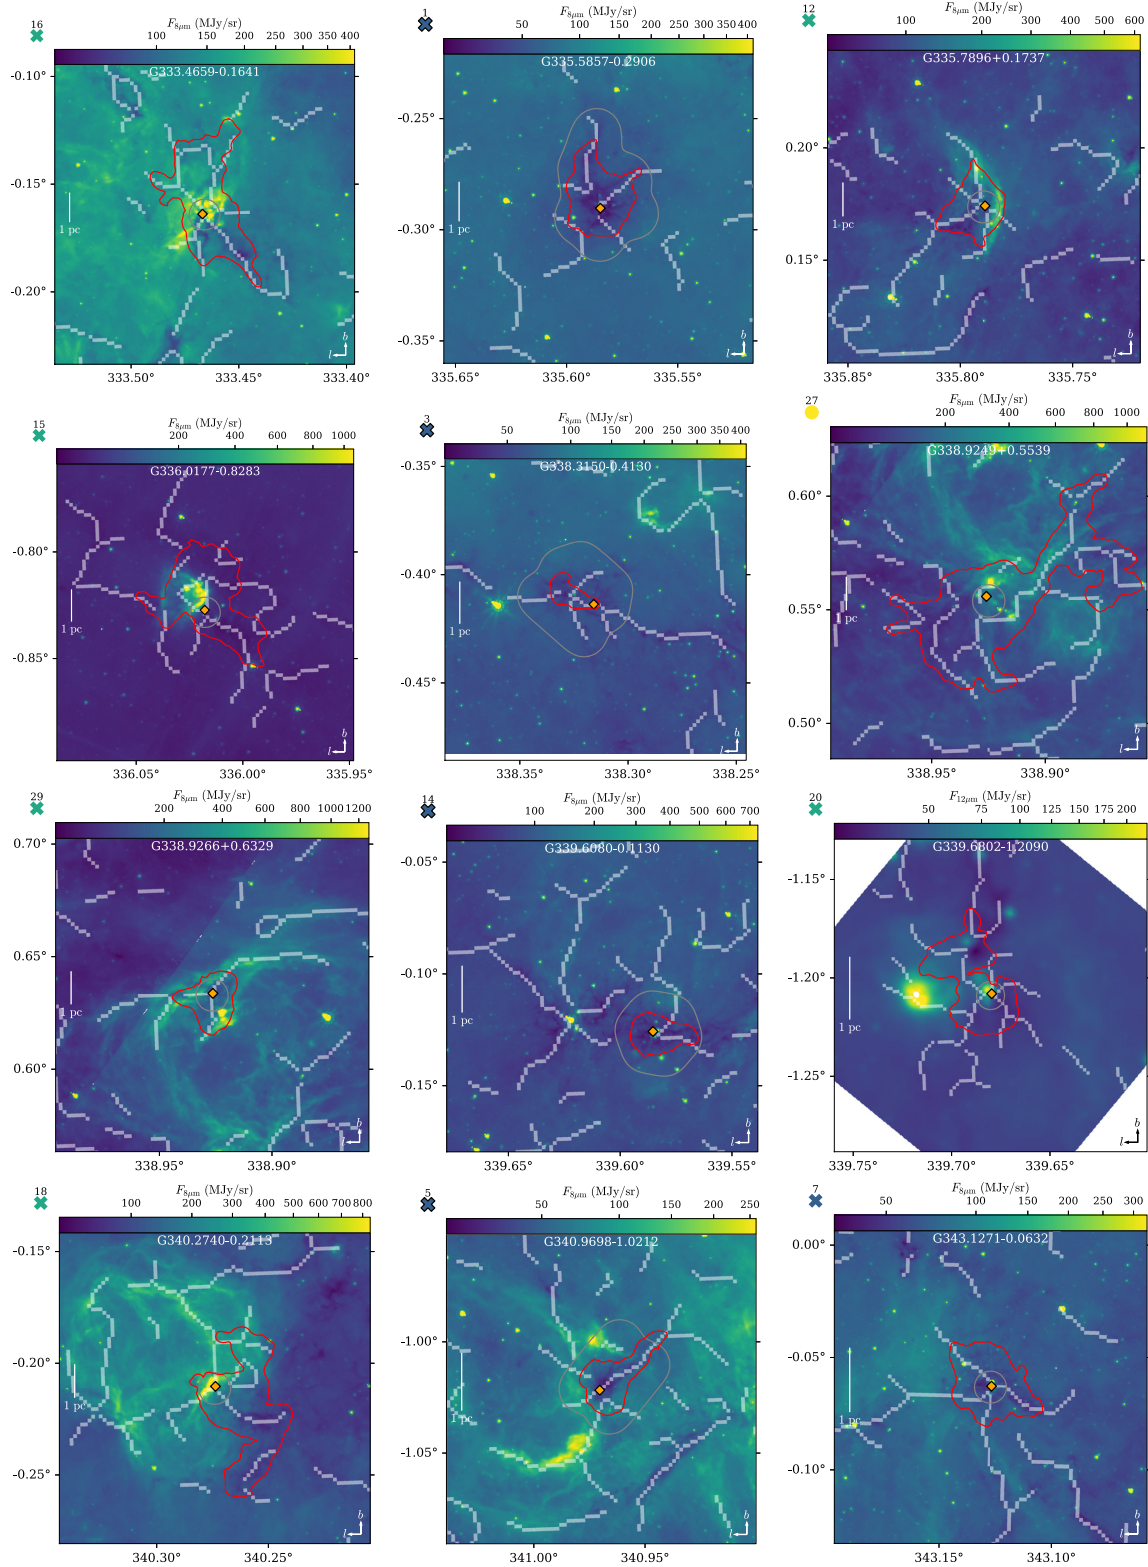 16
F8μm (MJy/sr)
100 150 200 250 300 350 400
G333.4659-0.1641
-0.10°
-0.15°
-0.20°
1 pc
b
l
333.50° 333.45° 333.40°
1
F8μm (MJy/sr)
50 100 150 200 250 300 350 400
G335.5857-0.2906
-0.25°
-0.30°
-0.35°
1 pc
b
l
335.65° 335.60° 335.55°
12
F8μm (MJy/sr)
100 200 300 400 500 600
G335.7896+0.1737
0.20°
0.15°
1 pc
b
l
335.85° 335.80° 335.75°
15
F8μm (MJy/sr)
200 400 600 800 1000
G336.0177-0.8283
-0.80°
-0.85°
1 pc
b
l
336.05° 336.00° 335.95°
3
F8μm (MJy/sr)
50 100 150 200 250 300 350 400
G338.3150-0.4130
-0.35°
-0.40°
-0.45°
1 pc
b
l
338.35° 338.30° 338.25°
27
F8μm (MJy/sr)
200 400 600 800 1000
G338.9249+0.5539
0.60°
0.55°
0.50°
1 pc
b
l
338.95° 338.90°
29
F8μm (MJy/sr)
200 400 600 800 1000 1200
G338.9266+0.6329
0.70°
0.65°
0.60°
1 pc
b
l
338.95° 338.90°
14
F8μm (MJy/sr)
100 200 300 400 500 600 700
G339.6080-0.1130
-0.05°
-0.10°
-0.15°
1 pc
b
l
339.65° 339.60° 339.55°
20
F12μm (MJy/sr)
50 75 100 125 150 175 200
G339.6802-1.2090
-1.15°
-1.20°
-1.25°
1 pc
b
l
339.75° 339.70° 339.65°
18
F8μm (MJy/sr)
100 200 300 400 500 600 700 800
G340.2740-0.2113
-0.15°
-0.20°
-0.25°
1 pc
b
l
340.30° 340.25°
5
F8μm (MJy/sr)
50 100 150 200 250
G340.9698-1.0212
-1.00°
-1.05°
1 pc
b
l
341.00° 340.95°
7
F8μm (MJy/sr)
50 100 150 200 250 300
G343.1271-0.0632
0.00°
-0.05°
-0.10°
1 pc
b
l
343.15° 343.10°